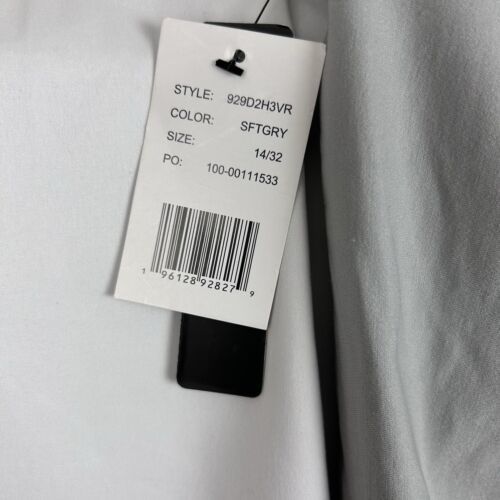 STYLE: 929D2H3VR
COLOR: SFTGRY
SIZE: 14/32
PO: 100-00111533
1 96128 92827 9